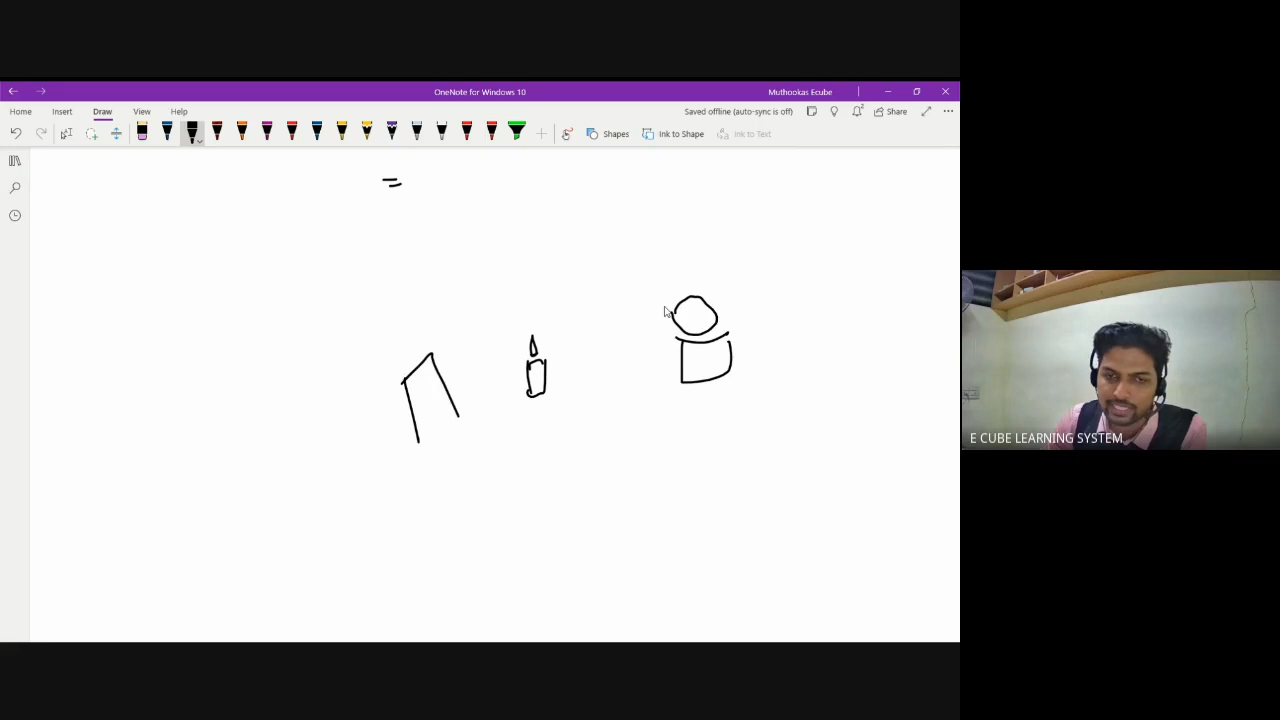 OneNote for Windows 10
Muthookas Ecube
Home Insert Draw View Help
Saved offline (auto-sync is off)
Share
Shapes
Ink to Shape
Ink to Text
=
E CUBE LEARNING SYSTEM